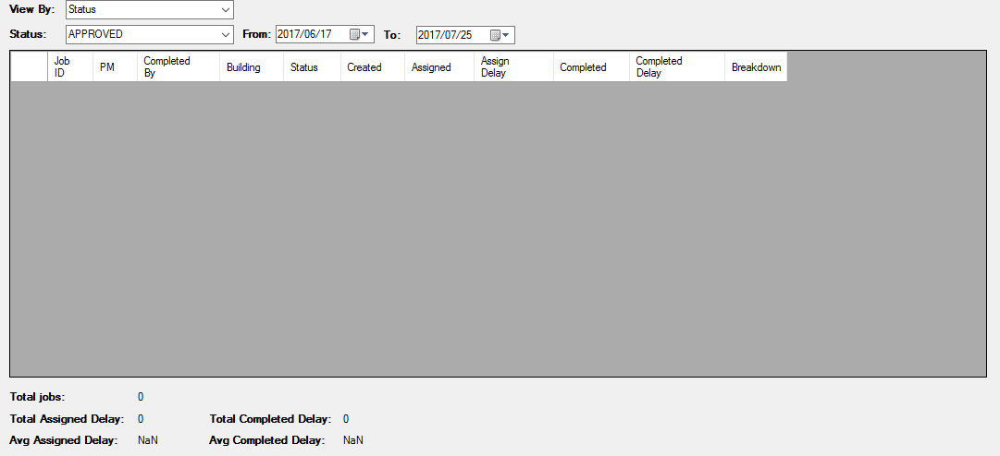 View By: Status
Status: APPROVED From: 2017/06/17 To: 2017/07/25
Job ID PM Completed By Building Status Created Assigned Assign Delay Completed Completed Delay Breakdown
Total jobs: 0
Total Assigned Delay: 0 Total Completed Delay: 0
Avg Assigned Delay: NaN Avg Completed Delay: NaN